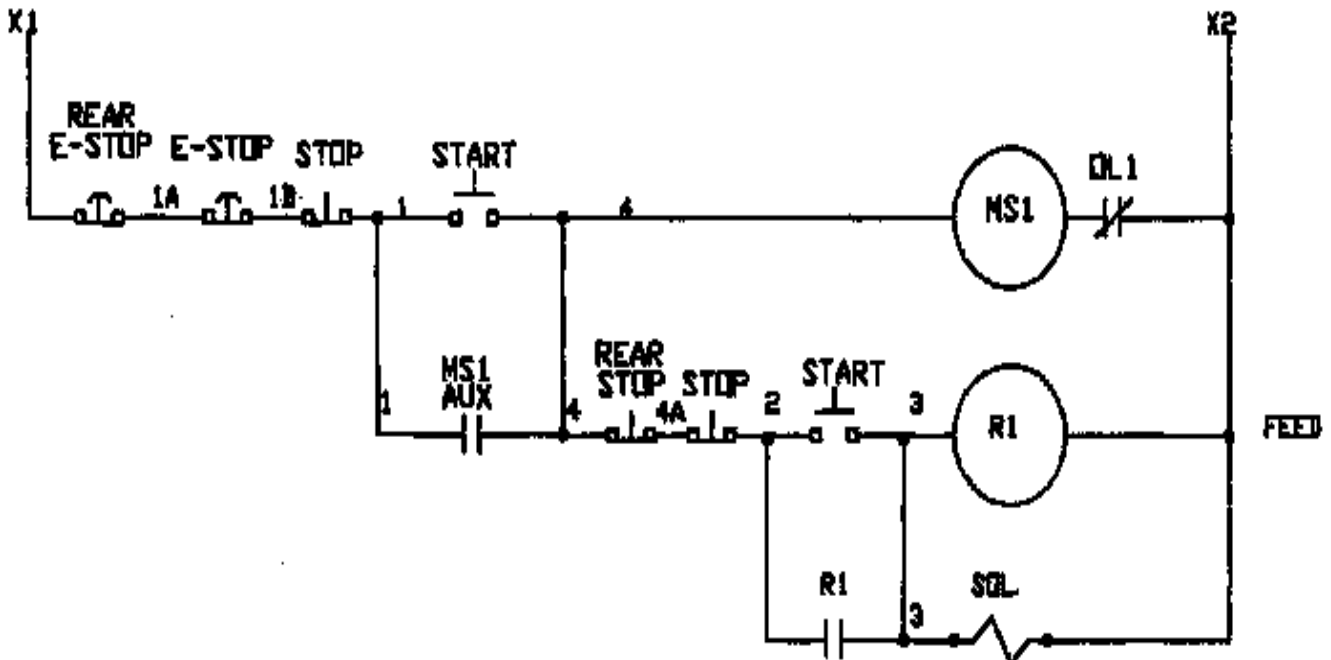 X1
X2
REAR
E-STOP
E-STOP
STOP
START
OL1
1A
1B
1
4
MS1
MS1
AUX
REAR
STOP
STOP
START
1
4
4A
2
3
R1
FEED
R1
SOL
3